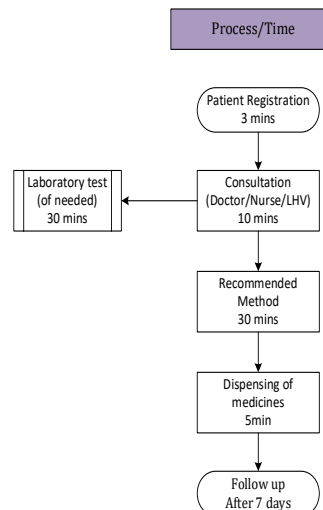 Process/Time
Patient Registration
3 mins
Laboratory test
(of needed)
30 mins
Consultation
(Doctor/Nurse/LHV)
10 mins
Recommended
Method
30 mins
Dispensing of
medicines
5min
Follow up
After 7 days